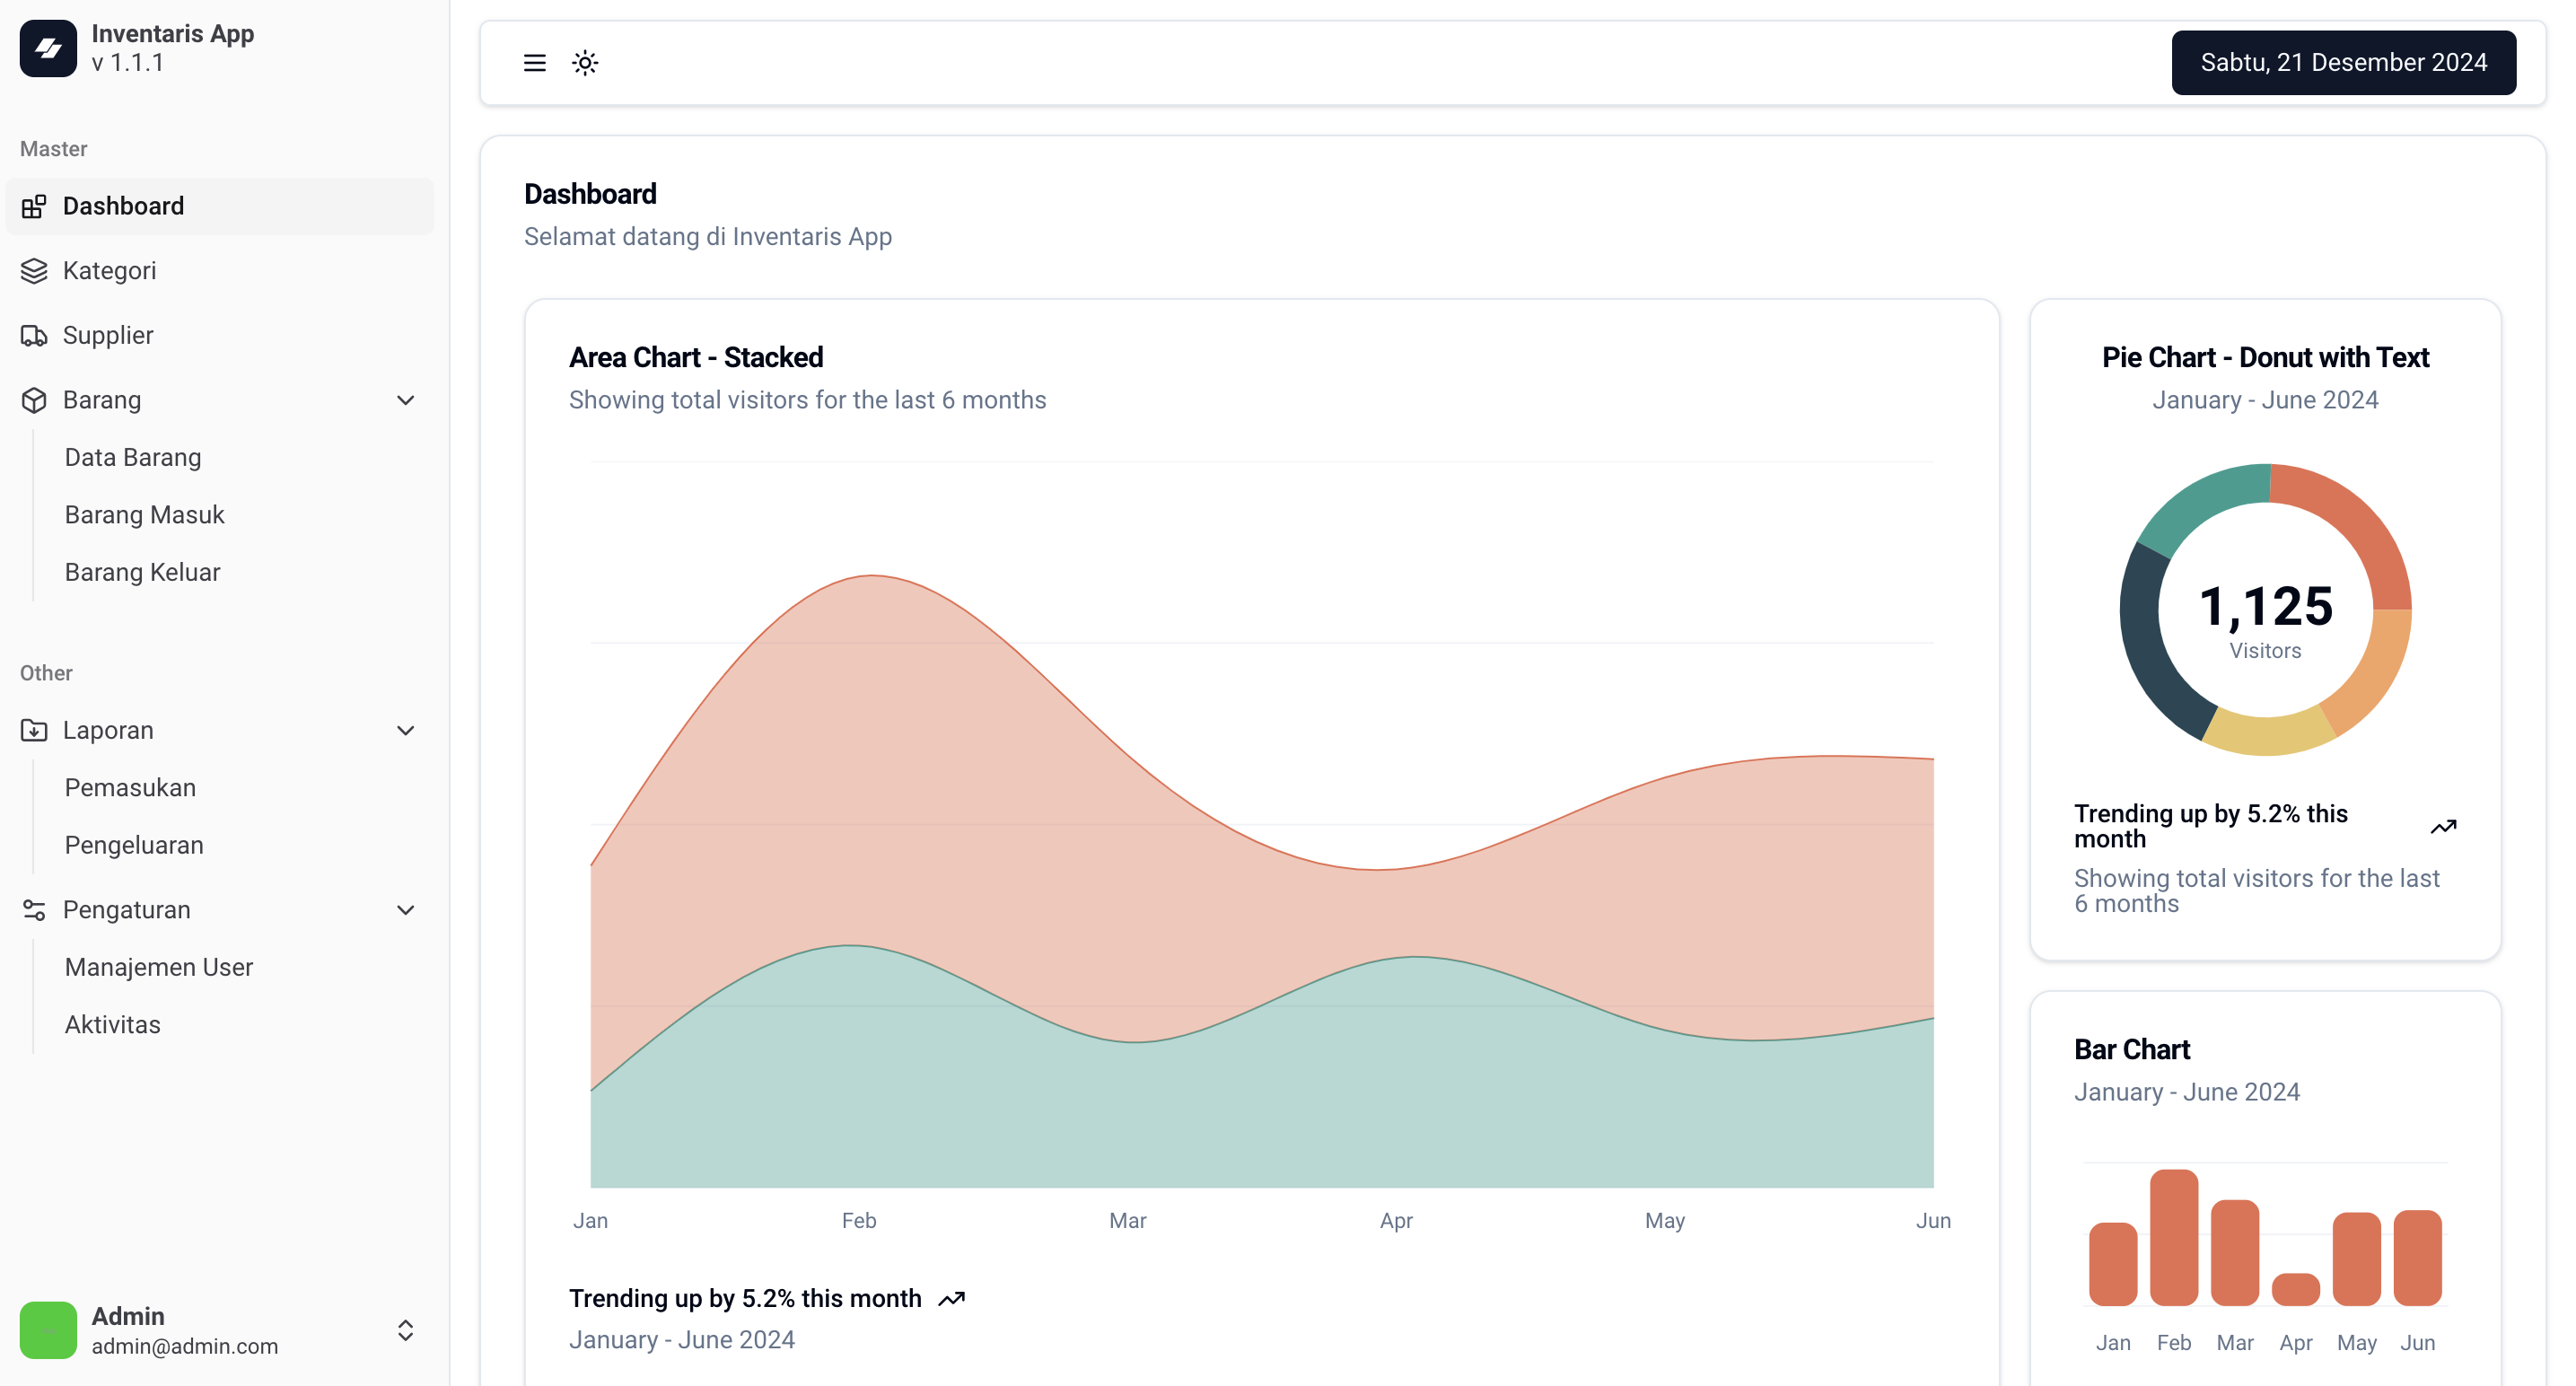 Inventaris App
v 1.1.1
Master
Dashboard
Kategori
Supplier
Barang
Data Barang
Barang Masuk
Barang Keluar
Other
Laporan
Pemasukan
Pengeluaran
Pengaturan
Manajemen User
Aktivitas
Admin
admin@admin.com
Sabtu, 21 Desember 2024
Dashboard
Selamat datang di Inventaris App
Area Chart - Stacked
Showing total visitors for the last 6 months
Jan Feb Mar Apr May Jun
Trending up by 5.2% this month
January - June 2024
Pie Chart - Donut with Text
January - June 2024
1,125
Visitors
Trending up by 5.2% this
month
Showing total visitors for the last
6 months
Bar Chart
January - June 2024
Jan Feb Mar Apr May Jun